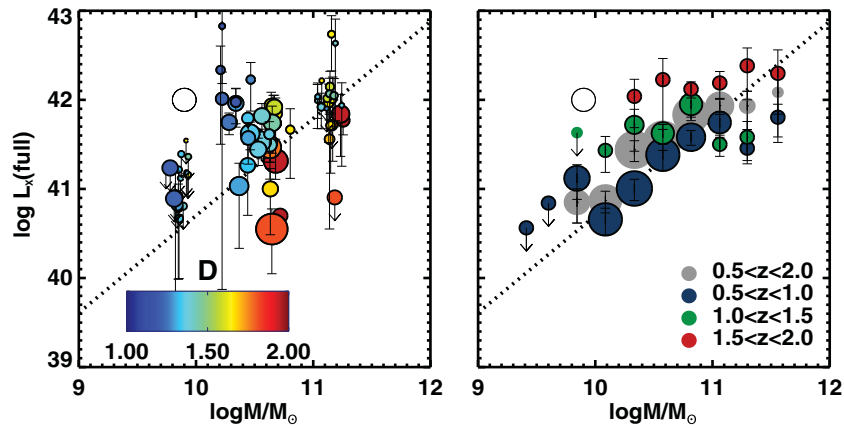 43
42
41
40
39
log Lx(full)
D
1.00 1.50 2.00
9 10 11 12
logM/M⊙
0.5<z<2.0
0.5<z<1.0
1.0<z<1.5
1.5<z<2.0
9 10 11 12
logM/M⊙